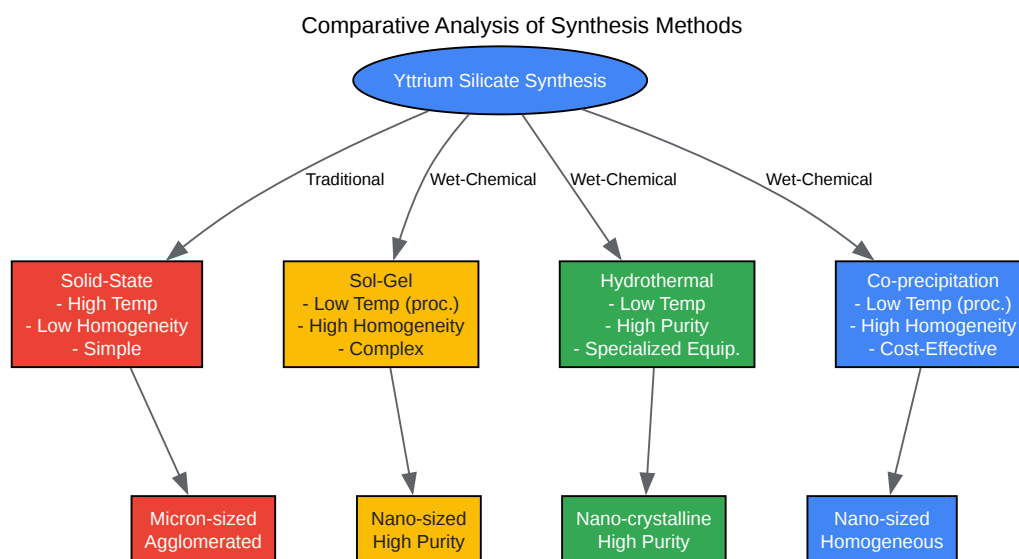 Comparative Analysis of Synthesis Methods
Yttrium Silicate Synthesis
Traditional
Wet-Chemical
Wet-Chemical
Wet-Chemical
Solid-State
- High Temp
- Low Homogeneity
- Simple
Sol-Gel
- Low Temp (proc.)
- High Homogeneity
- Complex
Hydrothermal
- Low Temp
- High Purity
- Specialized Equip.
Co-precipitation
- Low Temp (proc.)
- High Homogeneity
- Cost-Effective
Micron-sized
Agglomerated
Nano-sized
High Purity
Nano-crystalline
High Purity
Nano-sized
Homogeneous